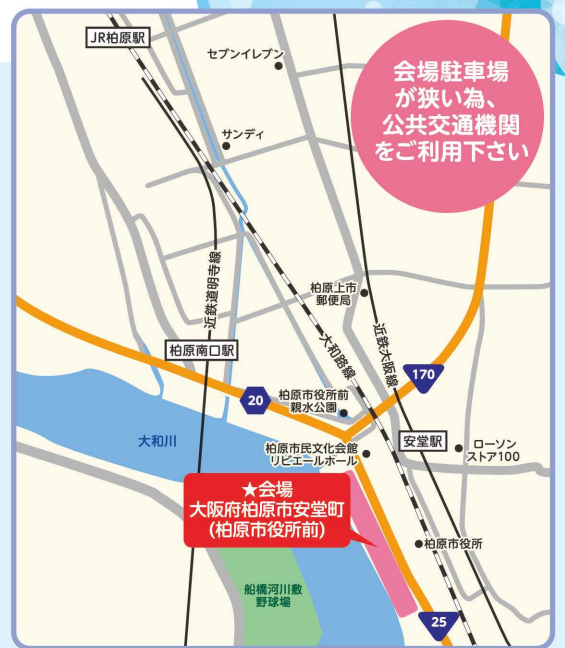 JR柏原駅
セブンイレブン
会場駐車場
が狭い為、
公共交通機関
をご利用下さい
サンディ
近鉄道明寺線
柏原上市
郵便局
大和路線
近鉄大阪線
柏原南口駅
170
20
柏原市役所前
親水公園
大和川
柏原市民文化会館
リビエールホール
安堂駅
ローソン
ストア100
★会場
大阪府柏原市安堂町
(柏原市役所前)
柏原市役所
船橋河川敷
野球場
25